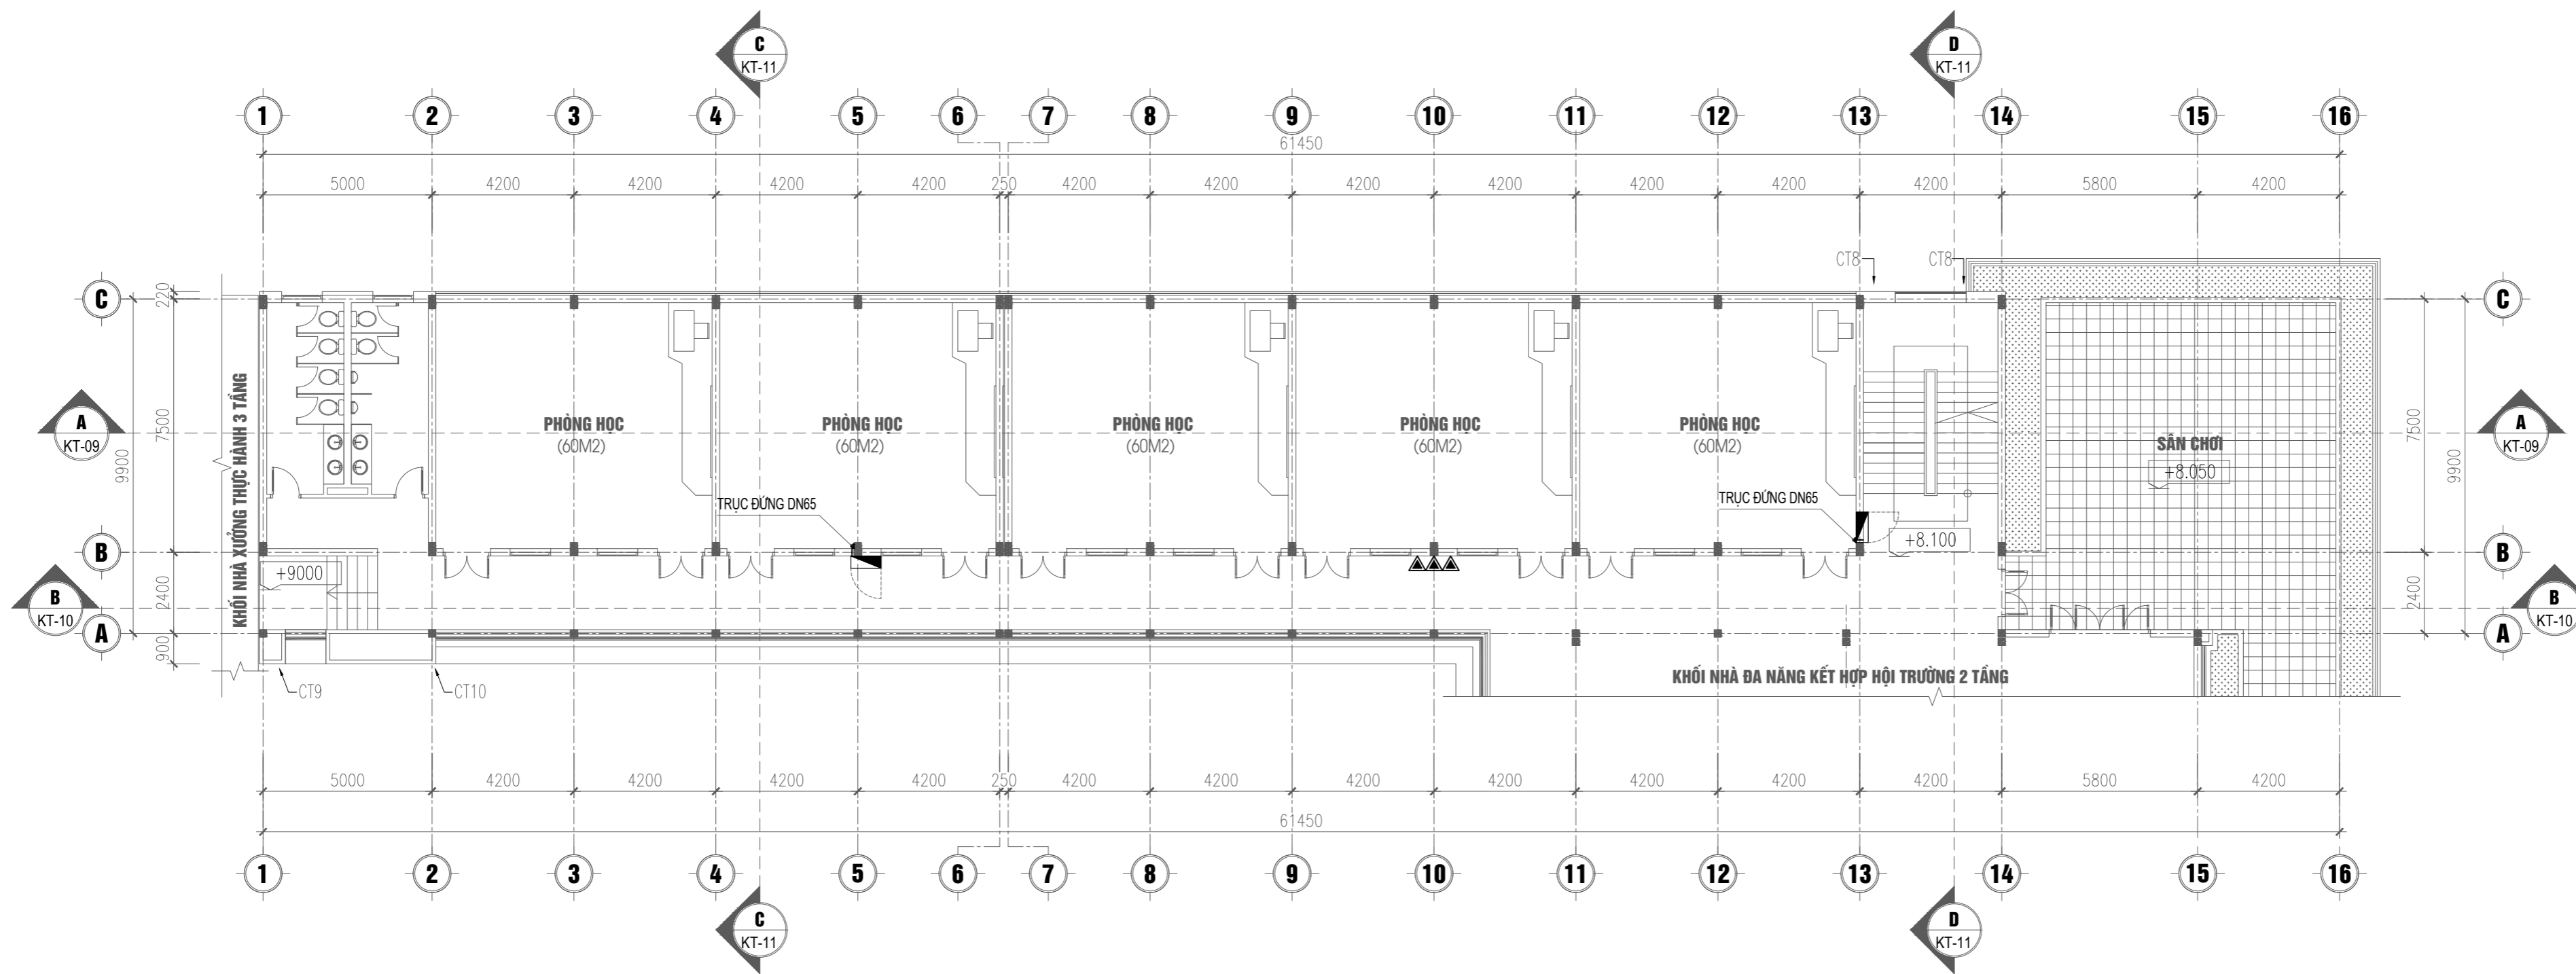 C
KT-11
D
KT-11
1
2
3
4
5
6
7
8
9
10
11
12
13
14
15
16
61450
5000
4200
4200
4200
4200
250
4200
4200
4200
4200
4200
4200
4200
5800
4200
CT8
CT8
C
220
C
7500
9900
2400
900
7500
9900
2400
A
KT-09
A
KT-09
KHỐI NHÀ XƯỞNG THỰC HÀNH 3 TẦNG
PHÒNG HỌC
(60M2)
PHÒNG HỌC
(60M2)
PHÒNG HỌC
(60M2)
PHÒNG HỌC
(60M2)
PHÒNG HỌC
(60M2)
SÂN CHƠI
+8.050
TRỤC ĐỨNG DN65
TRỤC ĐỨNG DN65
+8.100
B
B
+9000
B
KT-10
B
KT-10
A
A
CT9
CT10
KHỐI NHÀ ĐA NĂNG KẾT HỢP HỘI TRƯỜNG 2 TẦNG
5000
4200
4200
4200
4200
250
4200
4200
4200
4200
4200
4200
4200
5800
4200
61450
1
2
3
4
5
6
7
8
9
10
11
12
13
14
15
16
C
KT-11
D
KT-11